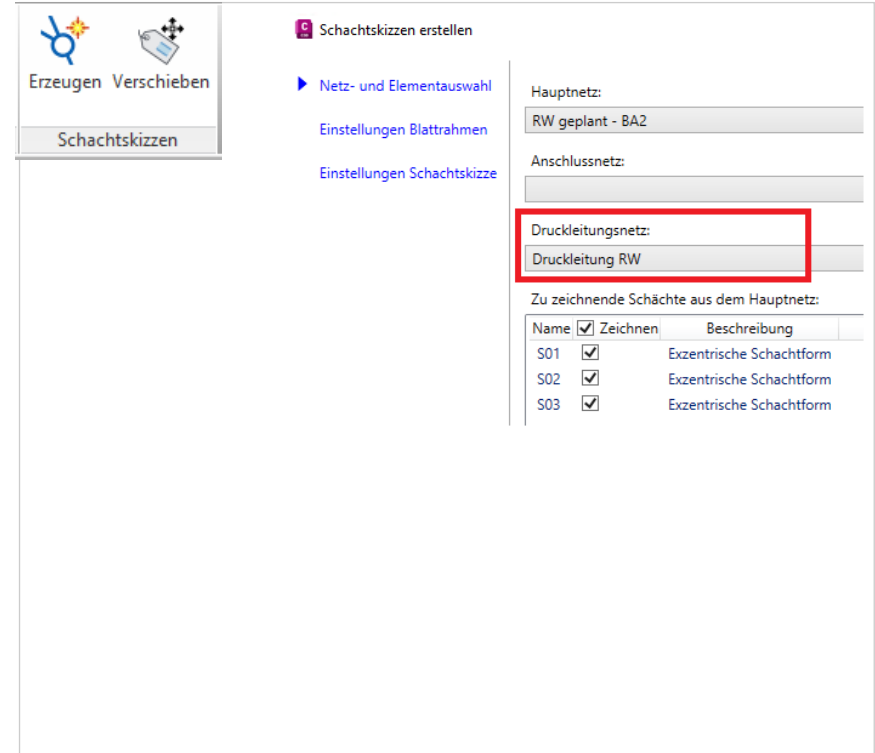 Erzeugen Verschieben
Schachtskizzen
Schachtskizzen erstellen
Netz- und Elementauswahl
Einstellungen Blattrahmen
Einstellungen Schachtskizze
Hauptnetz:
RW geplant - BA2
Anschlussnetz:
Druckleitungsnetz:
Druckleitung RW
Zu zeichnende Schächte aus dem Hauptnetz:
Name Zeichnen Beschreibung
S01 Exzentrische Schachtform
S02 Exzentrische Schachtform
S03 Exzentrische Schachtform